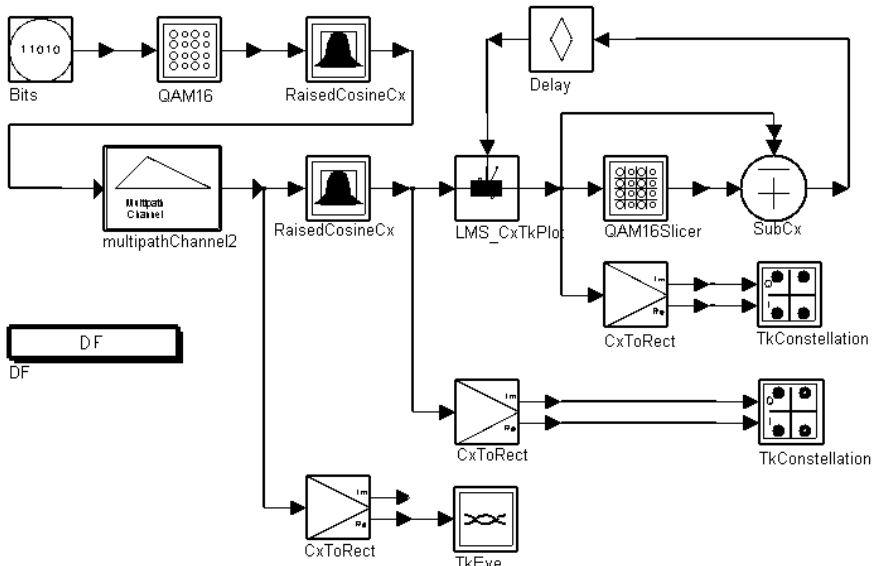 11010
Bits
QAM16
RaisedCosineCx
Delay
Multipath
Channel
multipathChannel2
RaisedCosineCx
LMS_CxTkPlot
QAM16Slicer
SubCx
Im
Re
CxToRect
Q
I
TkConstellation
DF
DF
Im
Re
CxToRect
Q
I
TkConstellation
Im
Re
CxToRect
TkEye